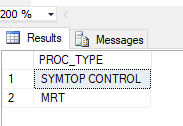 200 %
Results Messages
PROC_TYPE
1 SYMTOP CONTROL
2 MRT